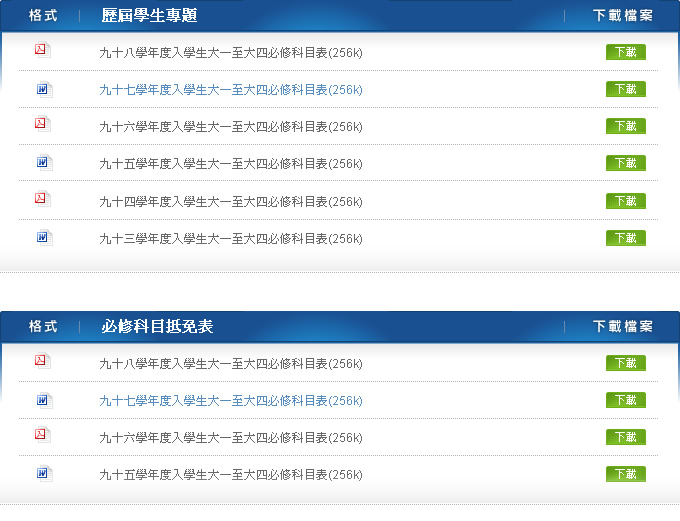 格式 歷屆學生專題 下載檔案
九十八學年度入學生大一至大四必修科目表(256k) 下載
九十七學年度入學生大一至大四必修科目表(256k) 下載
九十六學年度入學生大一至大四必修科目表(256k) 下載
九十五學年度入學生大一至大四必修科目表(256k) 下載
九十四學年度入學生大一至大四必修科目表(256k) 下載
九十三學年度入學生大一至大四必修科目表(256k) 下載
格式 必修科目抵免表 下載檔案
九十八學年度入學生大一至大四必修科目表(256k) 下載
九十七學年度入學生大一至大四必修科目表(256k) 下載
九十六學年度入學生大一至大四必修科目表(256k) 下載
九十五學年度入學生大一至大四必修科目表(256k) 下載